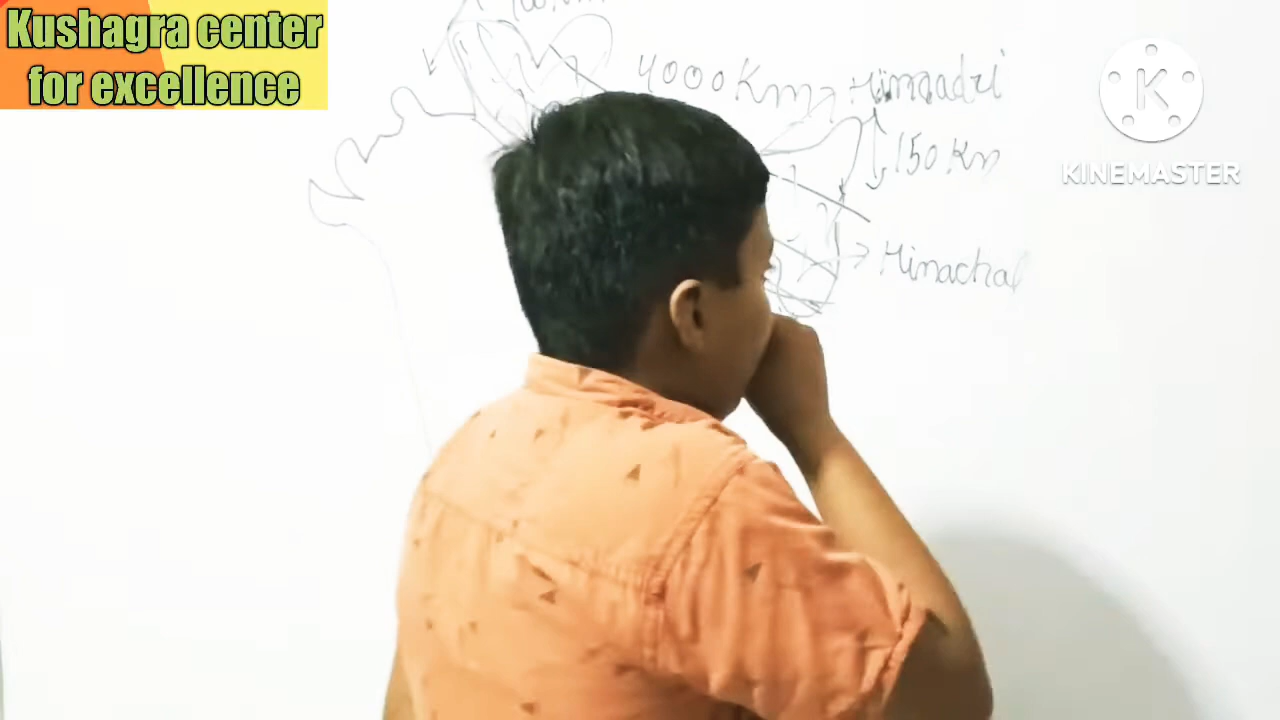 Kushagra center
for excellence
4000 Km → Himaadri
150 Km
→ Himachal
K
KINEMASTER